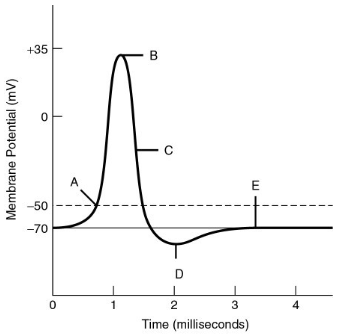 +35
B
0
C
A
E
−50
−70
D
0 1 2 3 4
Time (milliseconds)
Membrane Potential (mV)